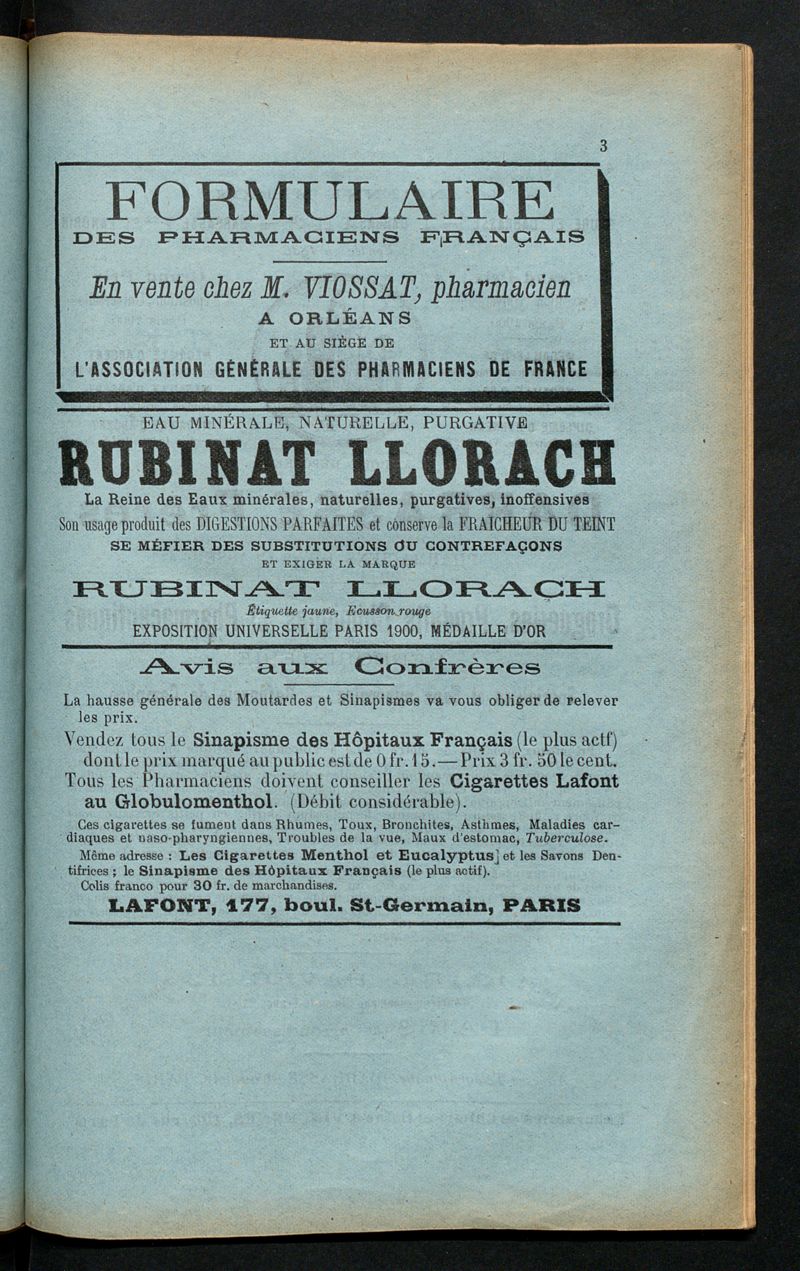 3
FORMULAIRE
DES PHARMACIENS FRANÇAIS
En vente chez M. VIOSSAT, pharmacien
A ORLÉANS
ET AU SIÈGE DE
L'ASSOCIATION GÉNÉRALE DES PHARMACIENS DE FRANCE
EAU MINÉRALE, NATURELLE, PURGATIVE
RUBINAT LLORACH
La Reine des Eaux minérales, naturelles, purgatives, inoffensives
Son usage produit des DIGESTIONS PARFAITES et conserve la FRAICHEUR DU TEINT
SE MÉFIER DES SUBSTITUTIONS OU CONTREFAÇONS
ET EXIGER LA MARQUE
RUBINAT LLORACH
Étiquette jaune, Ecusson rouge
EXPOSITION UNIVERSELLE PARIS 1900, MÉDAILLE D'OR
Avis aux Confrères
La hausse générale des Moutardes et Sinapismes va vous obliger de relever
les prix.
Vendez tous le Sinapisme des Hôpitaux Français (le plus actf)
dont le prix marqué au public est de 0 fr. 15.—Prix 3 fr. 50 le cent.
Tous les Pharmaciens doivent conseiller les Cigarettes Lafont
au Globulomenthol. (Débit considérable).
Ces cigarettes se fument dans Rhumes, Toux, Bronchites, Asthmes, Maladies car-
diaques et naso-pharyngiennes, Troubles de la vue, Maux d'estomac, Tuberculose.
Même adresse : Les Cigarettes Menthol et Eucalyptus] et les Savons Den-
tifrices ; le Sinapisme des Hôpitaux Français (le plus actif).
Colis franco pour 30 fr. de marchandises.
LAFONT, 177, boul. St-Germain, PARIS